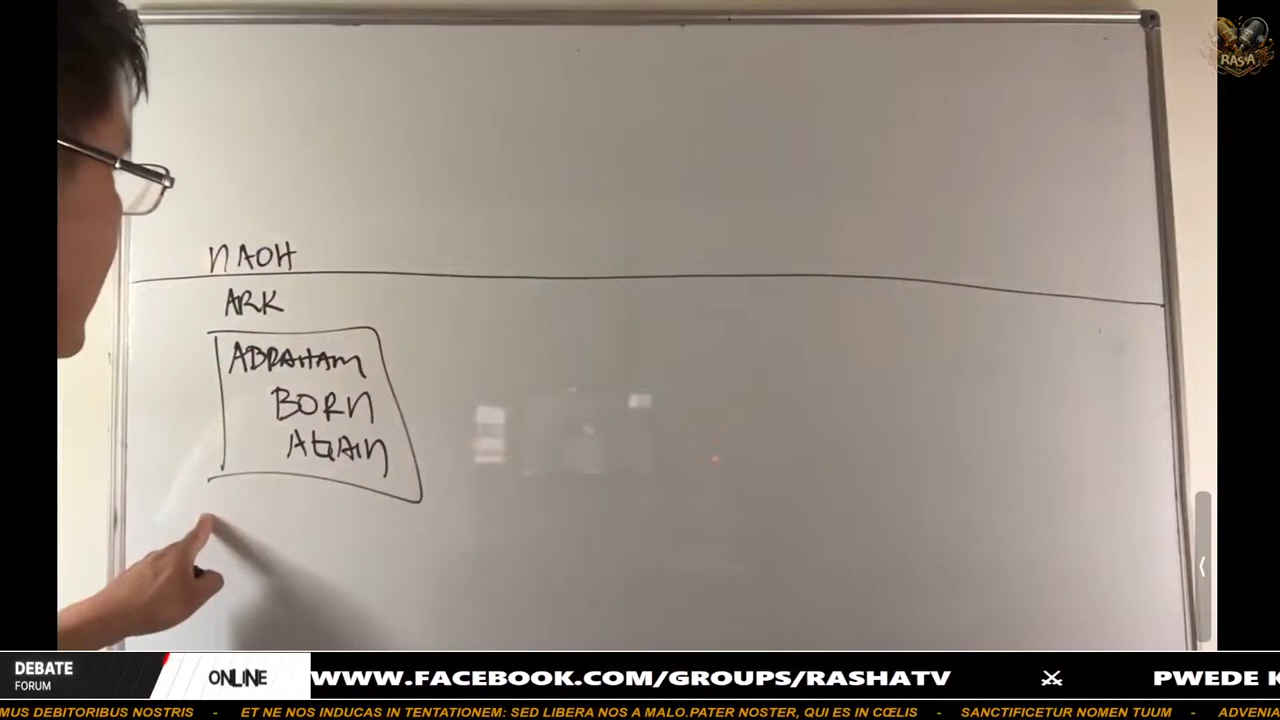 RASA
NAOH
ARK
ABRAHAM
BORN
AGAIN
DEBATE
FORUM
ONLINE
WWW.FACEBOOK.COM/GROUPS/RASHATV
PWEDE K
MUS DEBITORIBUS NOSTRIS - ET NE NOS INDUCAS IN TENTATIONEM: SED LIBERA NOS A MALO.PATER NOSTER, QUI ES IN CŒLIS - SANCTIFICETUR NOMEN TUUM - ADVENIA